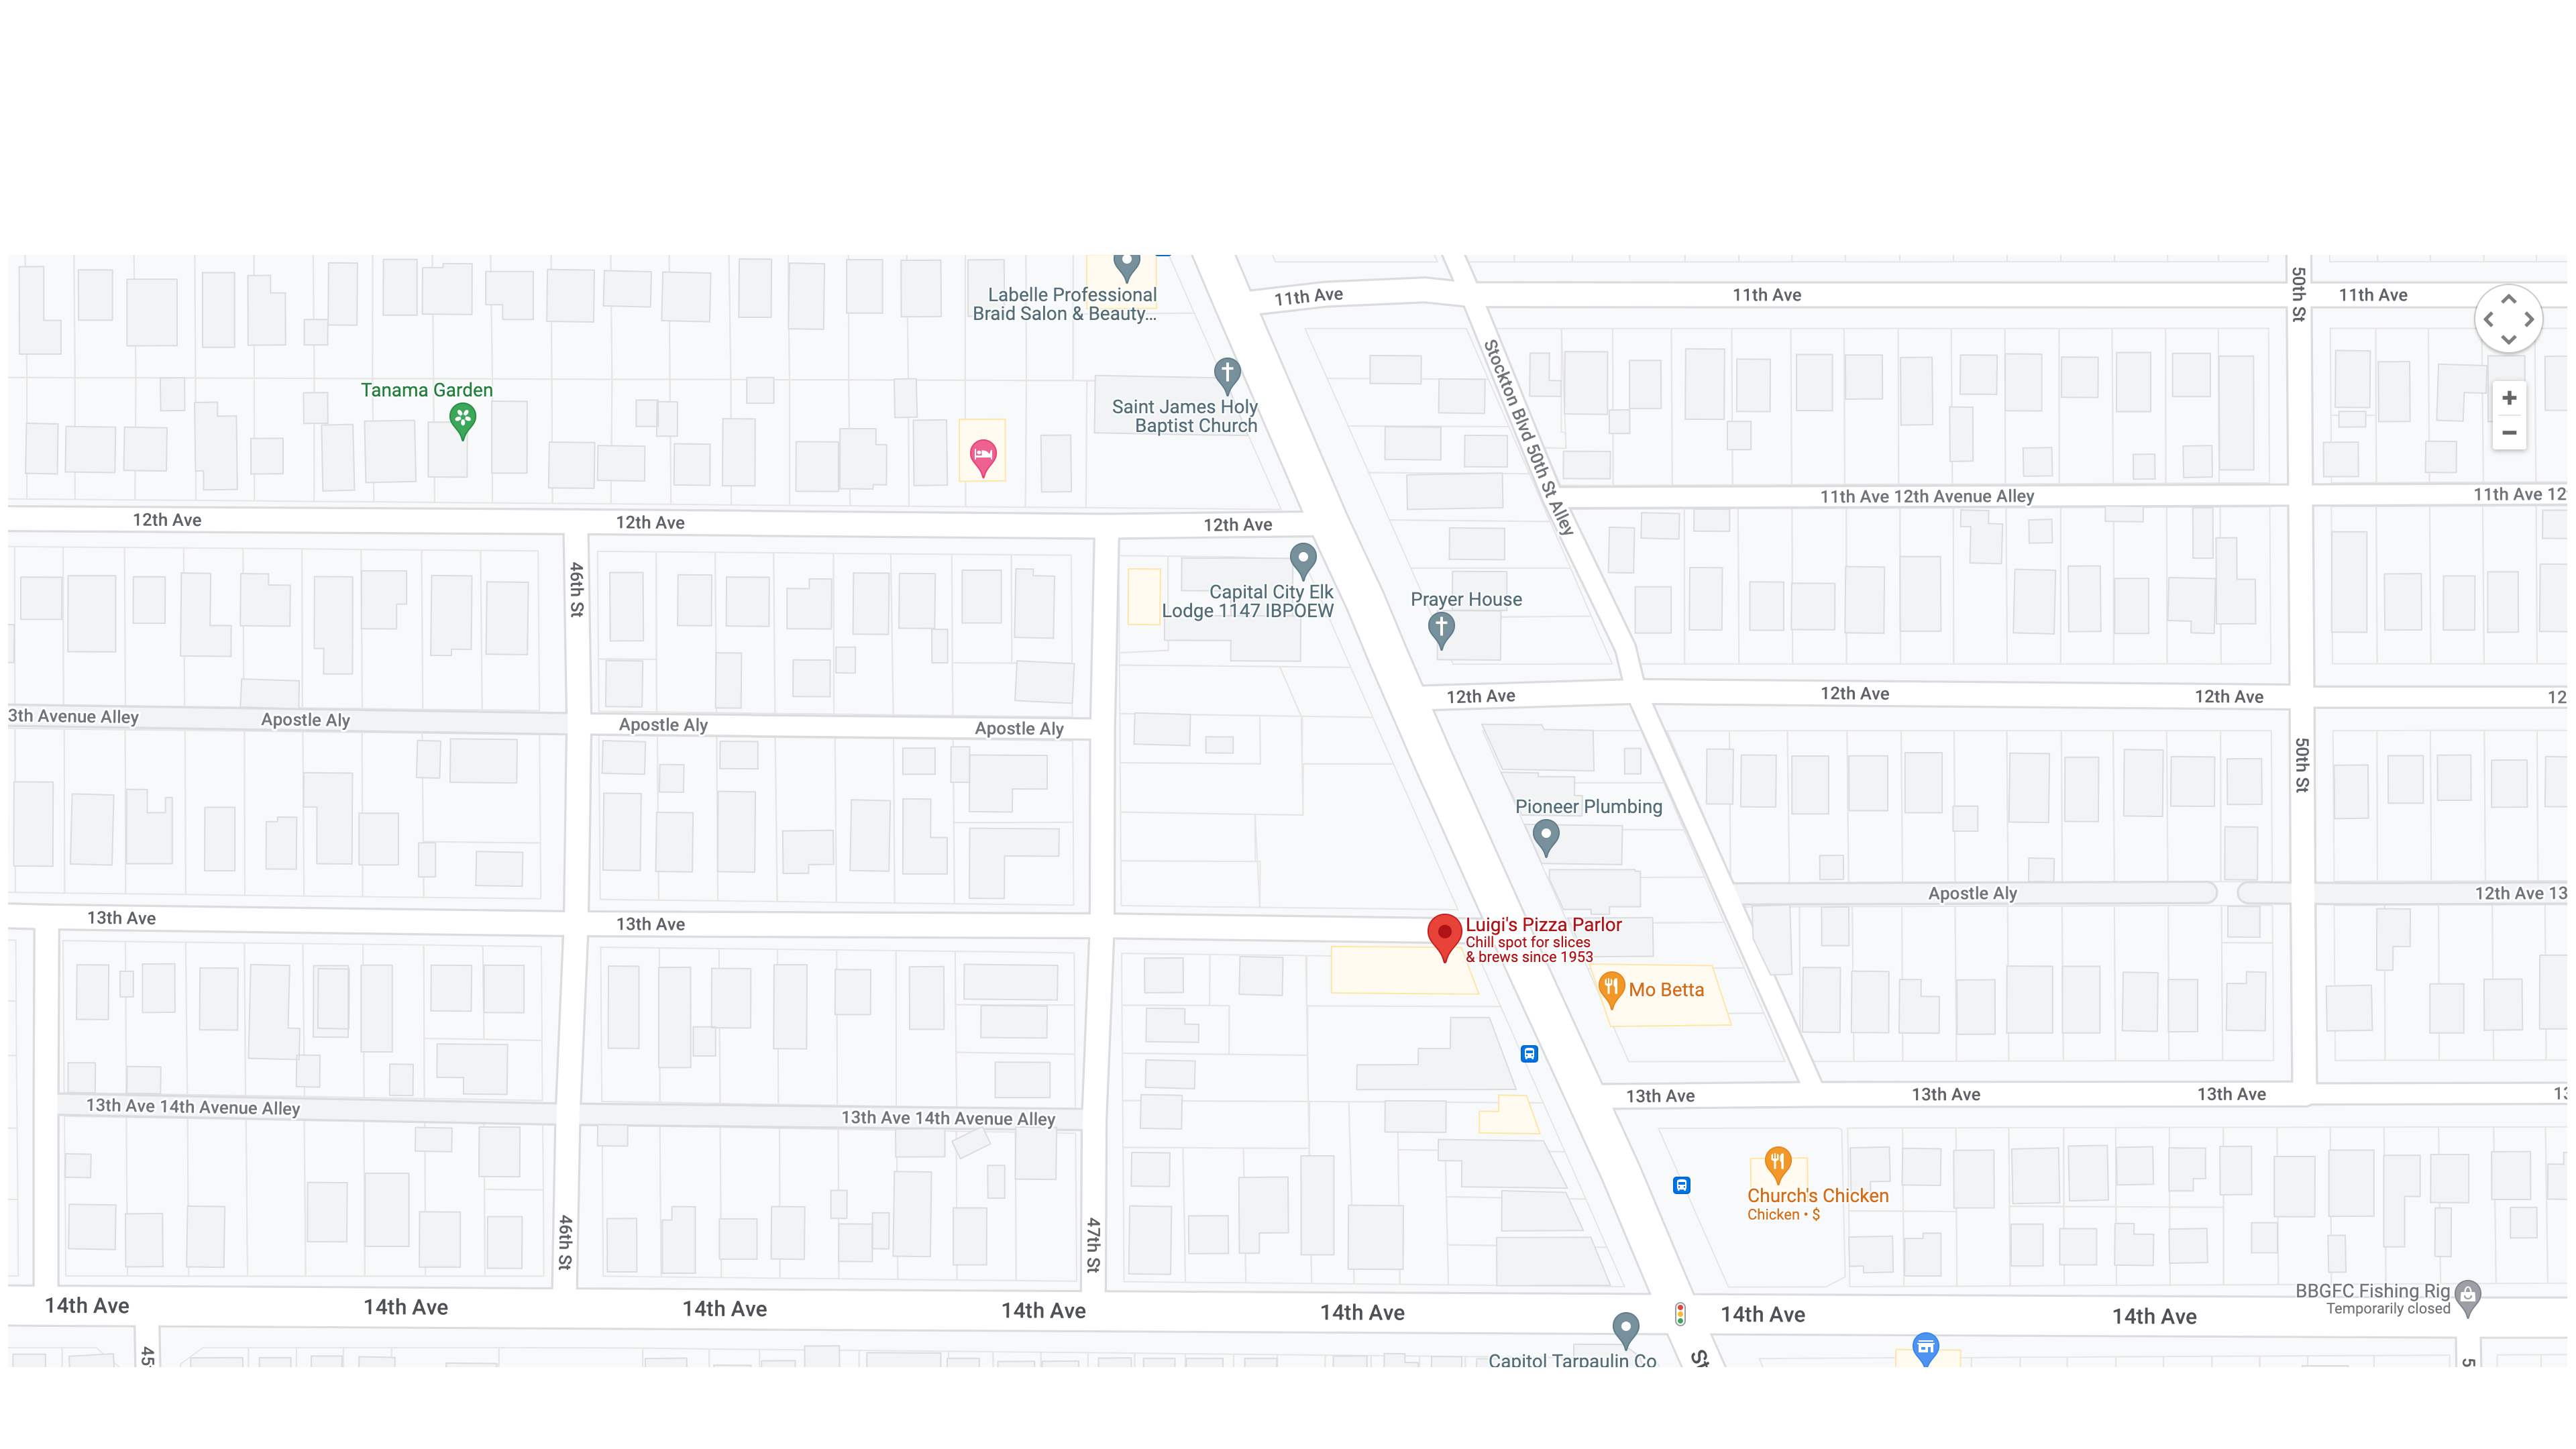 50th St
11th Ave
11th Ave
11th Ave
Labelle Professional
Braid Salon & Beauty...
Stockton Blvd 50th St Alley
Tanama Garden
Saint James Holy
Baptist Church
11th Ave 12th Avenue Alley
11th Ave 12
12th Ave
12th Ave
12th Ave
46th St
Capital City Elk
Lodge 1147 IBPOEW
Prayer House
12th Ave
12th Ave
12th Ave
12
3th Avenue Alley
Apostle Aly
Apostle Aly
Apostle Aly
50th St
Pioneer Plumbing
Apostle Aly
12th Ave 13
13th Ave
13th Ave
Luigi's Pizza Parlor
Chill spot for slices
& brews since 1953
Mo Betta
13th Ave
13th Ave
13th Ave
13th Ave 14th Avenue Alley
13th Ave 14th Avenue Alley
Church's Chicken
Chicken • $
46th St
47th St
14th Ave
14th Ave
14th Ave
14th Ave
14th Ave
14th Ave
14th Ave
BBGFC Fishing Rig
Temporarily closed
45
Capitol Tarpaulin Co
St
5